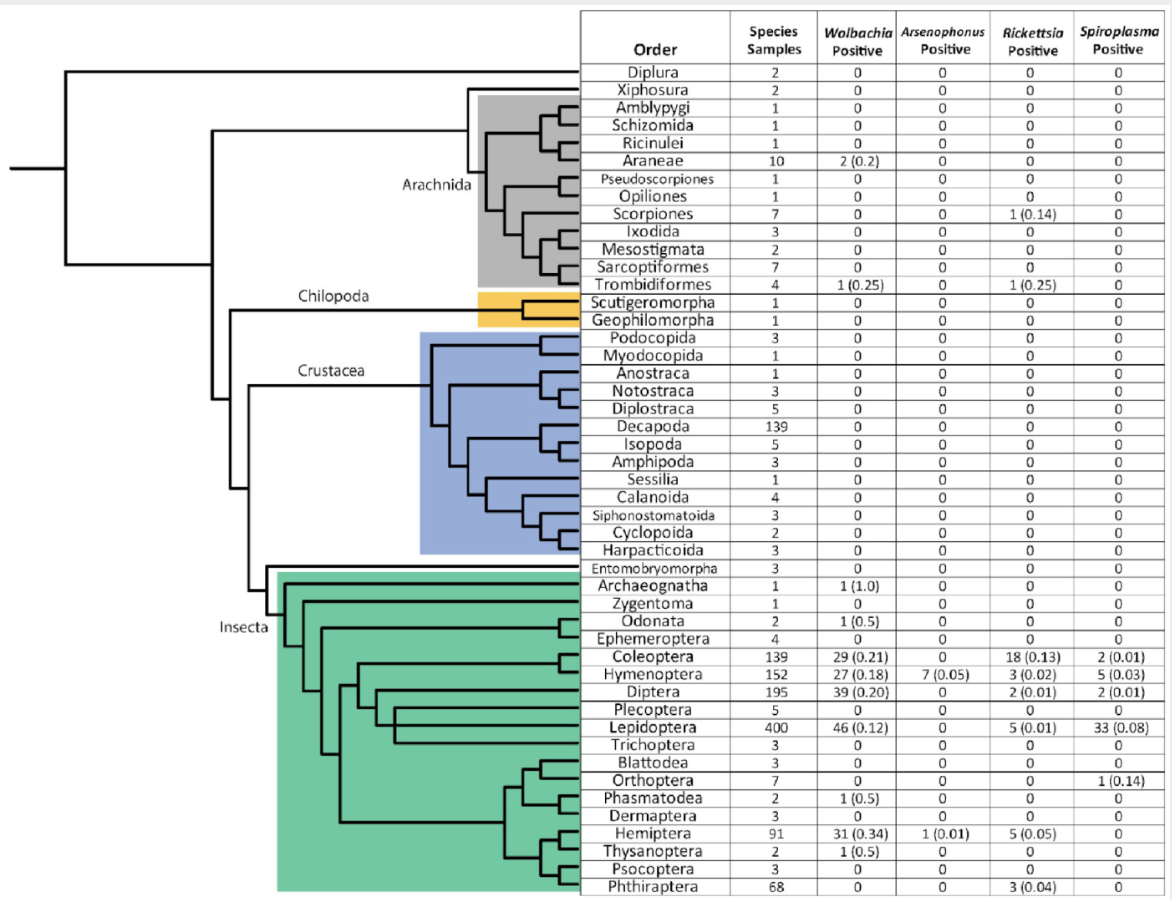 Order Species Samples Wolbachia Positive Arsenophonus Positive Rickettsia Positive Spiroplasma Positive
Diplura 2 0 0 0 0
Xiphosura 2 0 0 0 0
Amblypygi 1 0 0 0 0
Schizomida 1 0 0 0 0
Ricinulei 1 0 0 0 0
Araneae 10 2 (0.2) 0 0 0
Arachnida
Pseudoscorpiones 1 0 0 0 0
Opiliones 1 0 0 0 0
Scorpiones 7 0 0 1 (0.14) 0
Ixodida 3 0 0 0 0
Mesostigmata 2 0 0 0 0
Sarcoptiformes 7 0 0 0 0
Trombidiformes 4 1 (0.25) 0 1 (0.25) 0
Chilopoda
Scutigeromorpha 1 0 0 0 0
Geophilomorpha 1 0 0 0 0
Podocopida 3 0 0 0 0
Myodocopida 1 0 0 0 0
Crustacea
Anostraca 1 0 0 0 0
Notostraca 3 0 0 0 0
Diplostraca 5 0 0 0 0
Decapoda 139 0 0 0 0
Isopoda 5 0 0 0 0
Amphipoda 3 0 0 0 0
Sessilia 1 0 0 0 0
Calanoida 4 0 0 0 0
Siphonostomatoida 3 0 0 0 0
Cyclopoida 2 0 0 0 0
Harpacticoida 3 0 0 0 0
Entomobryomorpha 3 0 0 0 0
Archaeognatha 1 1 (1.0) 0 0 0
Zygentoma 1 0 0 0 0
Insecta
Odonata 2 1 (0.5) 0 0 0
Ephemeroptera 4 0 0 0 0
Coleoptera 139 29 (0.21) 0 18 (0.13) 2 (0.01)
Hymenoptera 152 27 (0.18) 7 (0.05) 3 (0.02) 5 (0.03)
Diptera 195 39 (0.20) 0 2 (0.01) 2 (0.01)
Plecoptera 5 0 0 0 0
Lepidoptera 400 46 (0.12) 0 5 (0.01) 33 (0.08)
Trichoptera 3 0 0 0 0
Blattodea 3 0 0 0 0
Orthoptera 7 0 0 0 1 (0.14)
Phasmatodea 2 1 (0.5) 0 0 0
Dermaptera 3 0 0 0 0
Hemiptera 91 31 (0.34) 1 (0.01) 5 (0.05) 0
Thysanoptera 2 1 (0.5) 0 0 0
Psocoptera 3 0 0 0 0
Phthiraptera 68 0 0 3 (0.04) 0